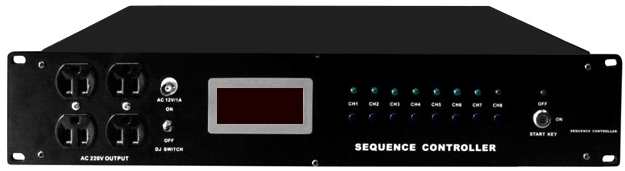 AC 12V/1A
ON
OFF
DJ SWITCH
AC 220V OUTPUT
CH1 CH2 CH3 CH4 CH5 CH6 CH7 CH8
SEQUENCE CONTROLLER
OFF
ON
START KEY
SEQUENCE CONTROLLER